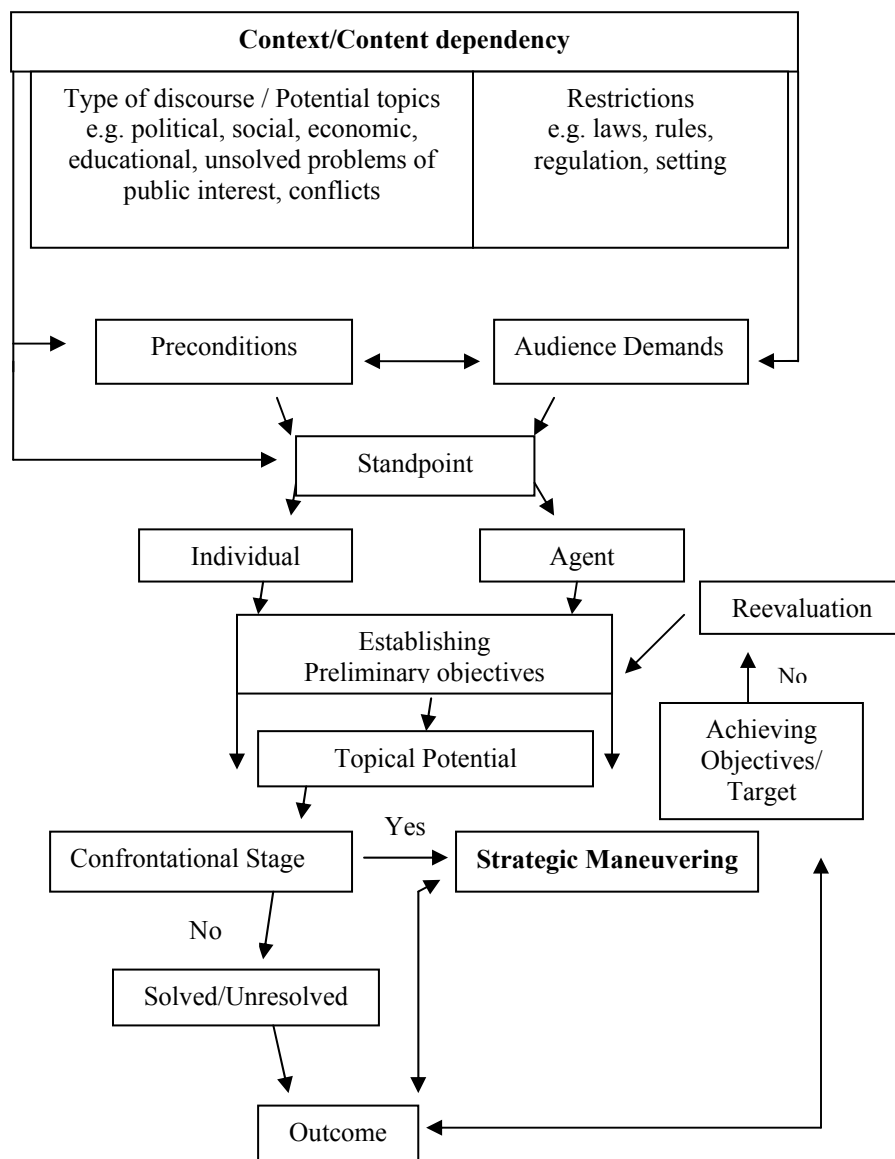 Context/Content dependency
Type of discourse / Potential topics
e.g. political, social, economic,
educational, unsolved problems of
public interest, conflicts
Restrictions
e.g. laws, rules,
regulation, setting
Preconditions
Audience Demands
Standpoint
Individual
Agent
Reevaluation
Establishing
Preliminary objectives
No
Achieving
Objectives/
Target
Topical Potential
Yes
Confrontational Stage
Strategic Maneuvering
No
Solved/Unresolved
Outcome